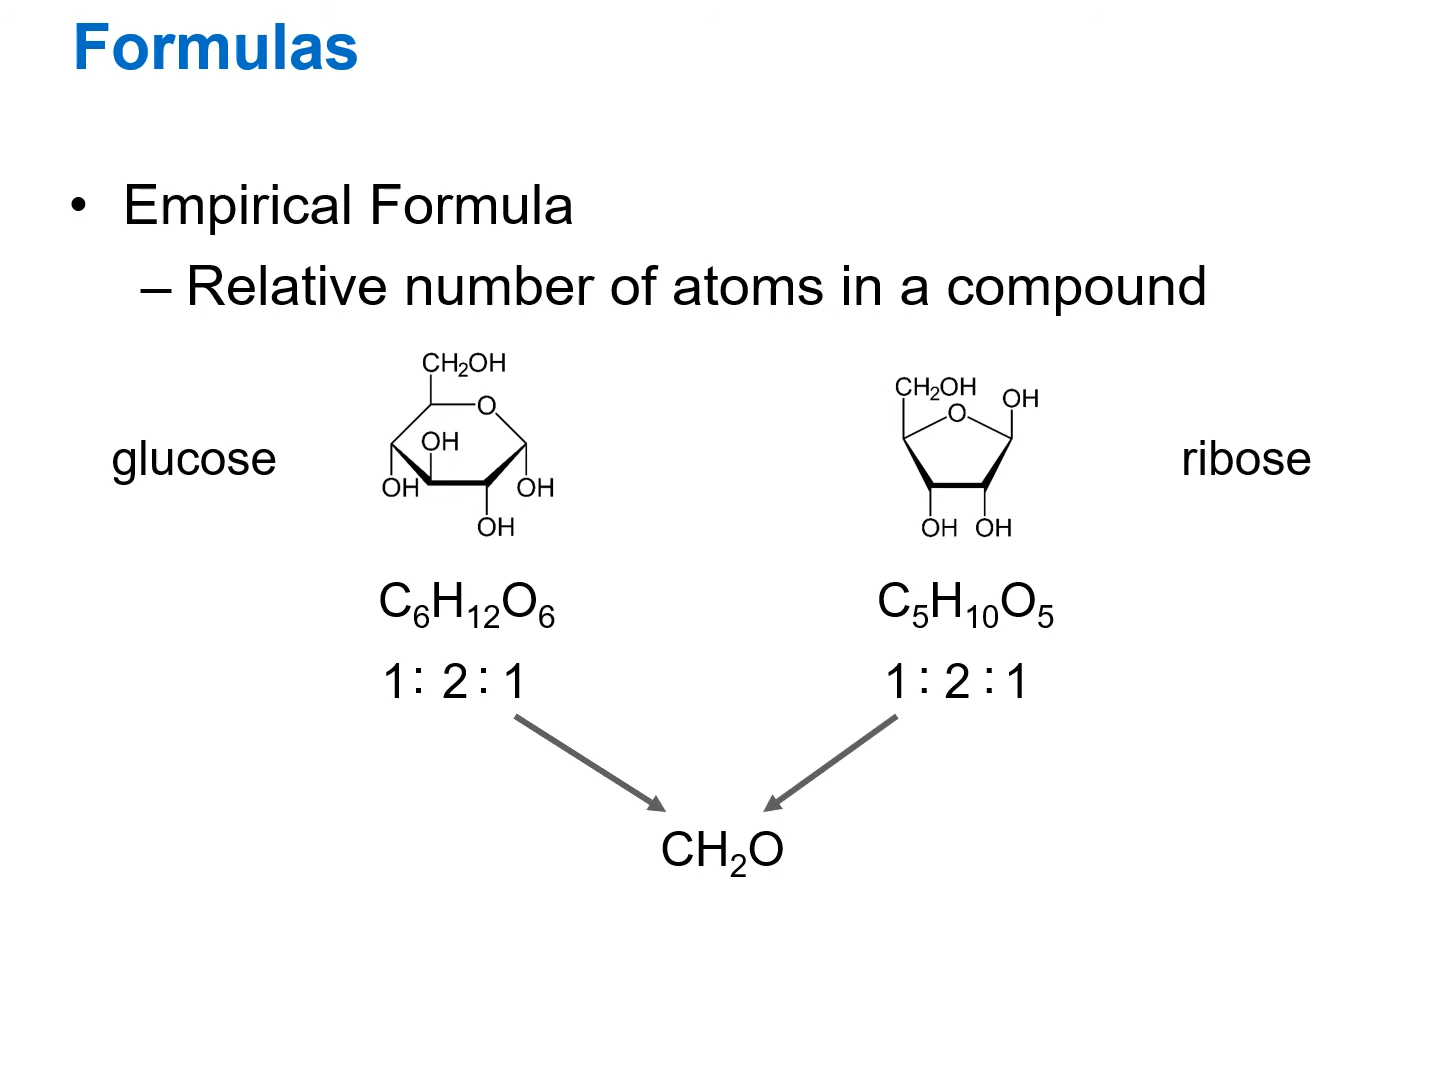 Formulas
• Empirical Formula
– Relative number of atoms in a compound
glucose
CH₂OH
O
OH
OH
OH
OH
CH₂OH
O
OH
OH OH
ribose
C₆H₁₂O₆
C₅H₁₀O₅
1 : 2 : 1
1 : 2 : 1
CH₂O